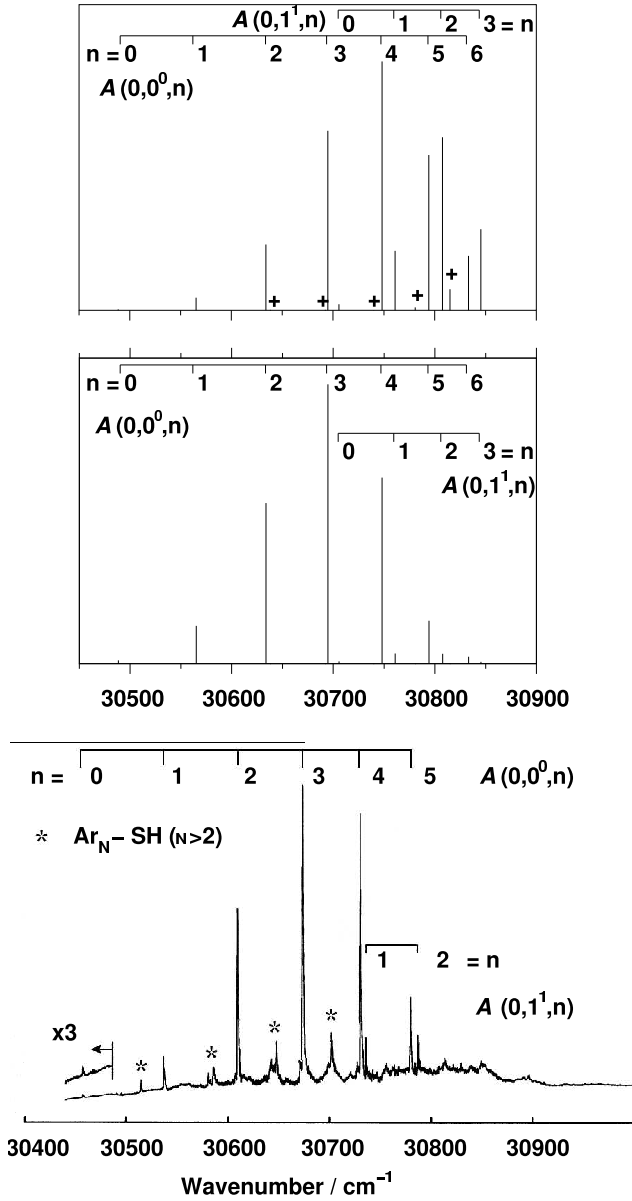 A (0,1¹,n) 0 1 2 3 = n
n = 0 1 2 3 4 5 6
A (0,0⁰,n)
+ + + + +
n = 0 1 2 3 4 5 6
A (0,0⁰,n)
0 1 2 3 = n
A (0,1¹,n)
30500 30600 30700 30800 30900
n = 0 1 2 3 4 5 A (0,0⁰,n)
* Ar_N – SH (N>2)
1 2 = n
A (0,1¹,n)
x3
* * * *
30400 30500 30600 30700 30800 30900
Wavenumber / cm⁻¹